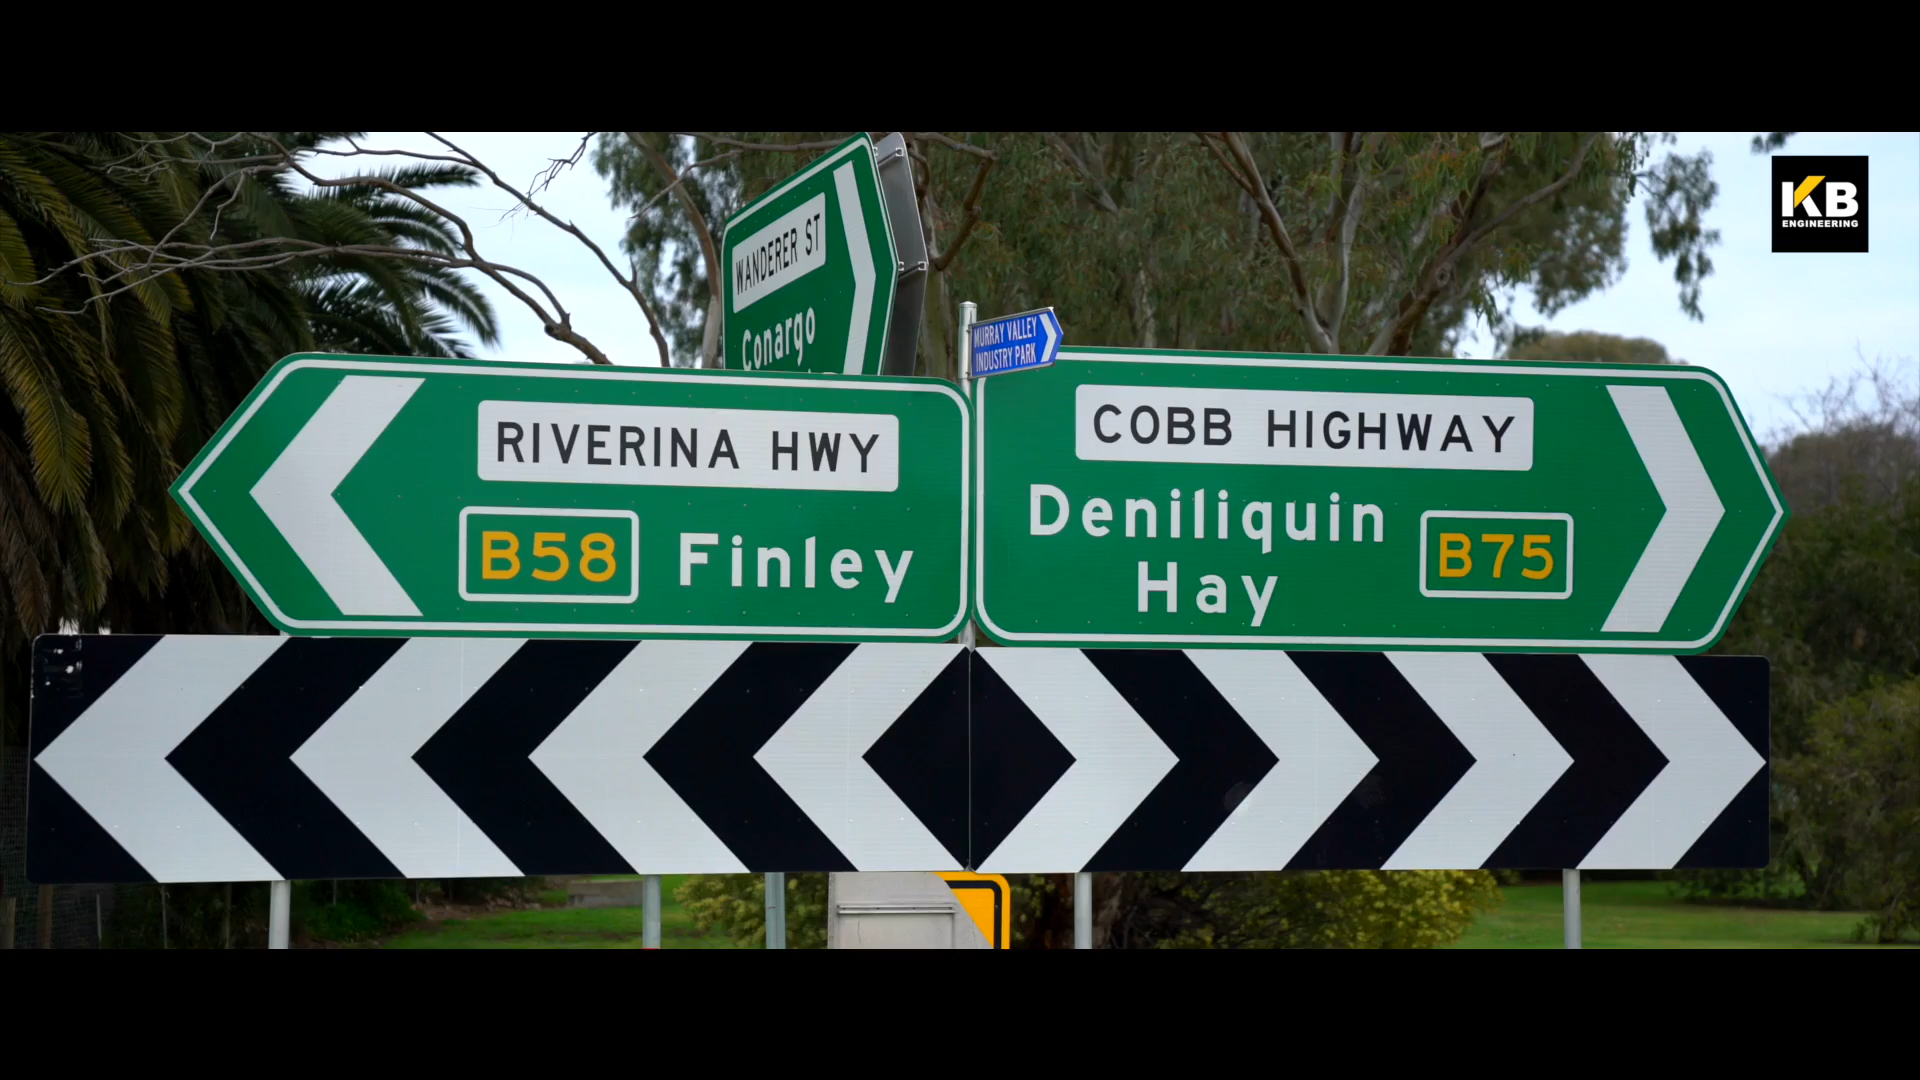 WANDERER ST
Conargo
MURRAY VALLEY
INDUSTRY PARK
RIVERINA HWY
B58 Finley
COBB HIGHWAY
Deniliquin
Hay
B75
KB
ENGINEERING